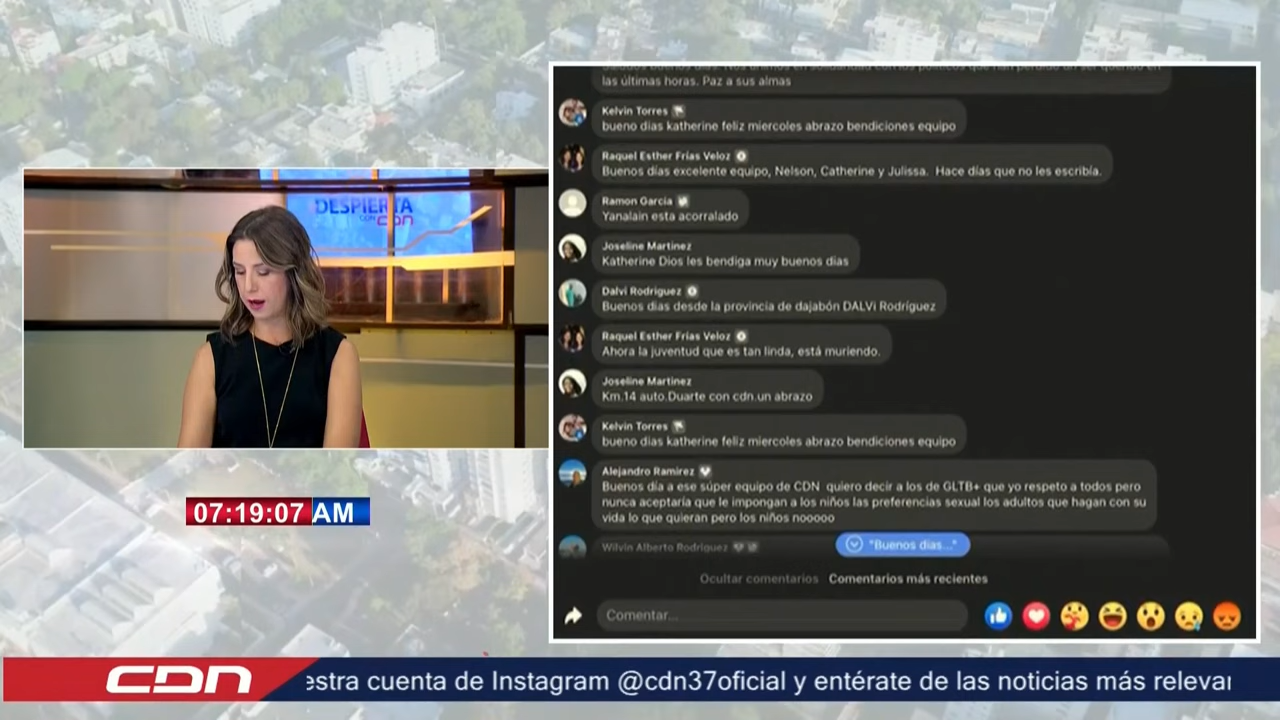 DESPIERTA
CON CDN
07:19:07 AM
las últimas horas. Paz a sus almas
Kelvin Torres
bueno dias katherine feliz miercoles abrazo bendiciones equipo
Raquel Esther Frías Veloz
Buenos días excelente equipo, Nelson, Catherine y Julissa. Hace días que no les escribía.
Ramon Garcia
Yanalain esta acorralado
Joseline Martinez
Katherine Dios les bendiga muy buenos dias
Dalvi Rodriguez
Buenos dias desde la provincia de dajabón DALVi Rodríguez
Raquel Esther Frías Veloz
Ahora la juventud que es tan linda, está muriendo.
Joseline Martinez
Km.14 auto.Duarte con cdn.un abrazo
Kelvin Torres
bueno dias katherine feliz miercoles abrazo bendiciones equipo
Alejandro Ramirez
Buenos día a ese súper equipo de CDN quiero decir a los de GLTB+ que yo respeto a todos pero
nunca aceptaría que le impongan a los niños las preferencias sexual los adultos que hagan con su
vida lo que quieran pero los niños nooooo
Wilvin Alberto Rodriguez
"Buenos dias..."
Ocultar comentarios Comentarios más recientes
Comentar...
CDN
estra cuenta de Instagram @cdn37oficial y entérate de las noticias más relevan